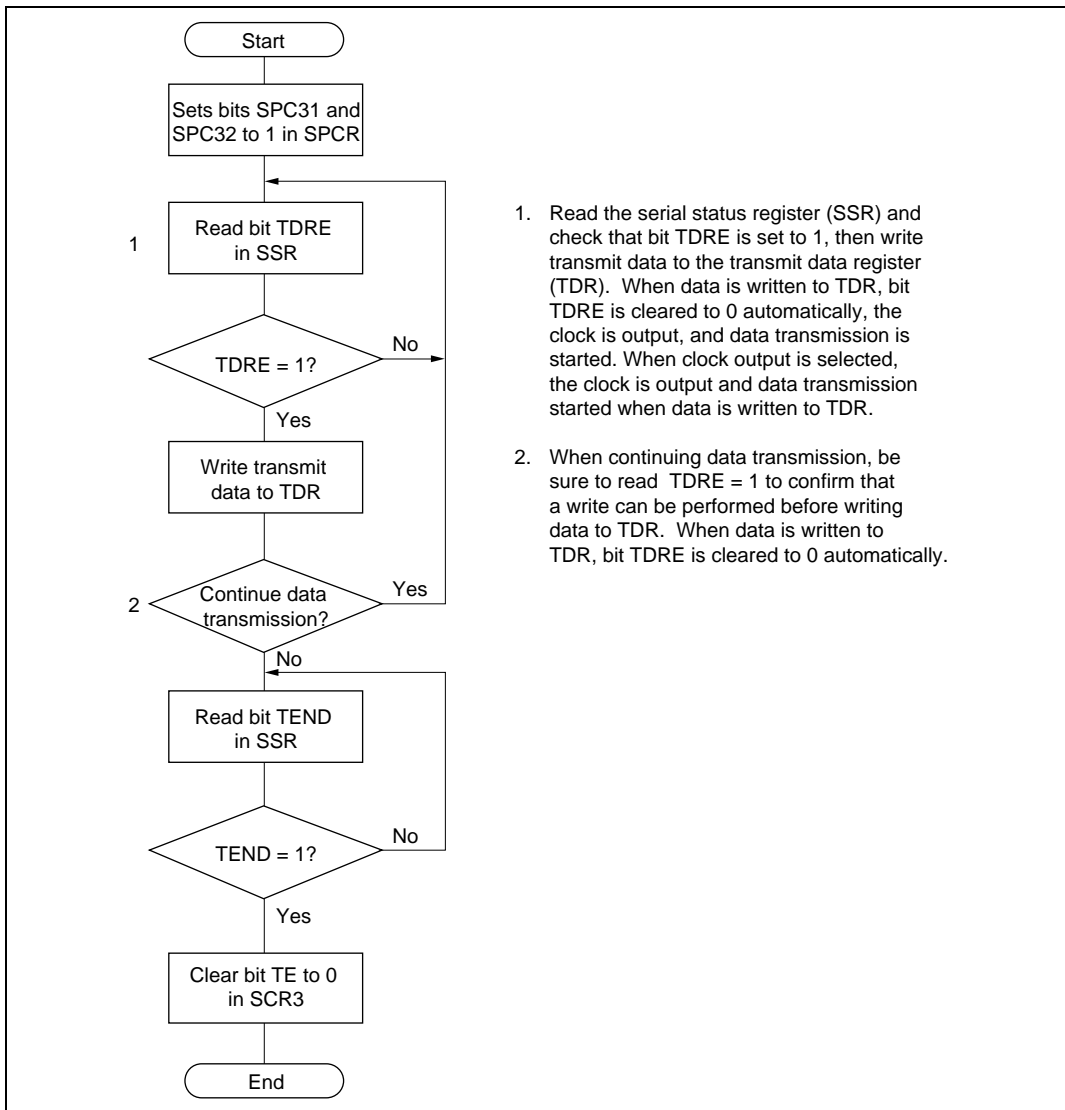 Start
Sets bits SPC31 and
SPC32 to 1 in SPCR
1
Read bit TDRE
in SSR
TDRE = 1?
No
Yes
Write transmit
data to TDR
2
Continue data
transmission?
Yes
No
Read bit TEND
in SSR
TEND = 1?
No
Yes
Clear bit TE to 0
in SCR3
End
1. Read the serial status register (SSR) and
check that bit TDRE is set to 1, then write
transmit data to the transmit data register
(TDR). When data is written to TDR, bit
TDRE is cleared to 0 automatically, the
clock is output, and data transmission is
started. When clock output is selected,
the clock is output and data transmission
started when data is written to TDR.
2. When continuing data transmission, be
sure to read TDRE = 1 to confirm that
a write can be performed before writing
data to TDR. When data is written to
TDR, bit TDRE is cleared to 0 automatically.